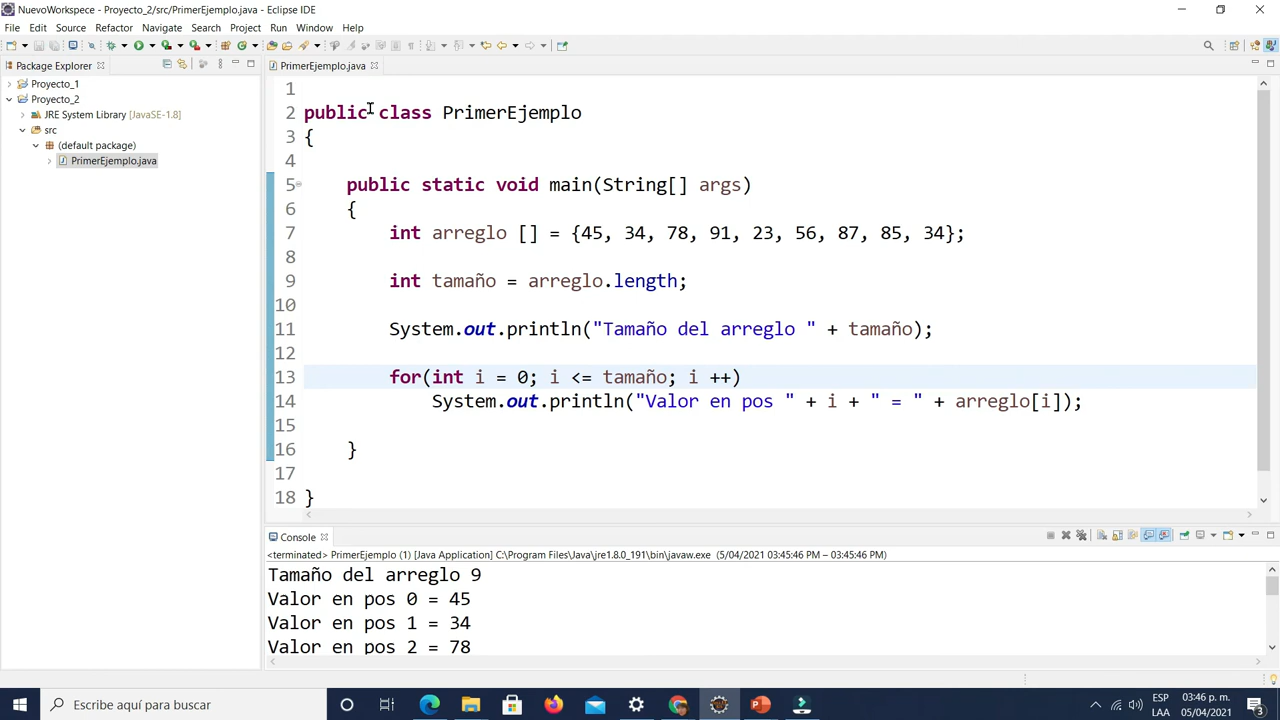 NuevoWorkspece - Proyecto_2/src/PrimerEjemplo.java - Eclipse IDE
File Edit Source Refactor Navigate Search Project Run Window Help
Package Explorer
PrimerEjemplo.java
Proyecto_1
Proyecto_2
JRE System Library [JavaSE-1.8]
src
(default package)
PrimerEjemplo.java
1
2 public class PrimerEjemplo
3 {
4
5 public static void main(String[] args)
6 {
7 int arreglo [] = {45, 34, 78, 91, 23, 56, 87, 85, 34};
8
9 int tamaño = arreglo.length;
10
11 System.out.println("Tamaño del arreglo " + tamaño);
12
13 for(int i = 0; i <= tamaño; i ++)
14 System.out.println("Valor en pos " + i + " = " + arreglo[i]);
15
16 }
17
18 }
Console
<terminated> PrimerEjemplo (1) [Java Application] C:\Program Files\Java\jre1.8.0_191\bin\javaw.exe (5/04/2021 03:45:46 PM – 03:45:46 PM)
Tamaño del arreglo 9
Valor en pos 0 = 45
Valor en pos 1 = 34
Valor en pos 2 = 78
Escribe aquí para buscar
ESP
LAA
03:46 p. m.
05/04/2021
3